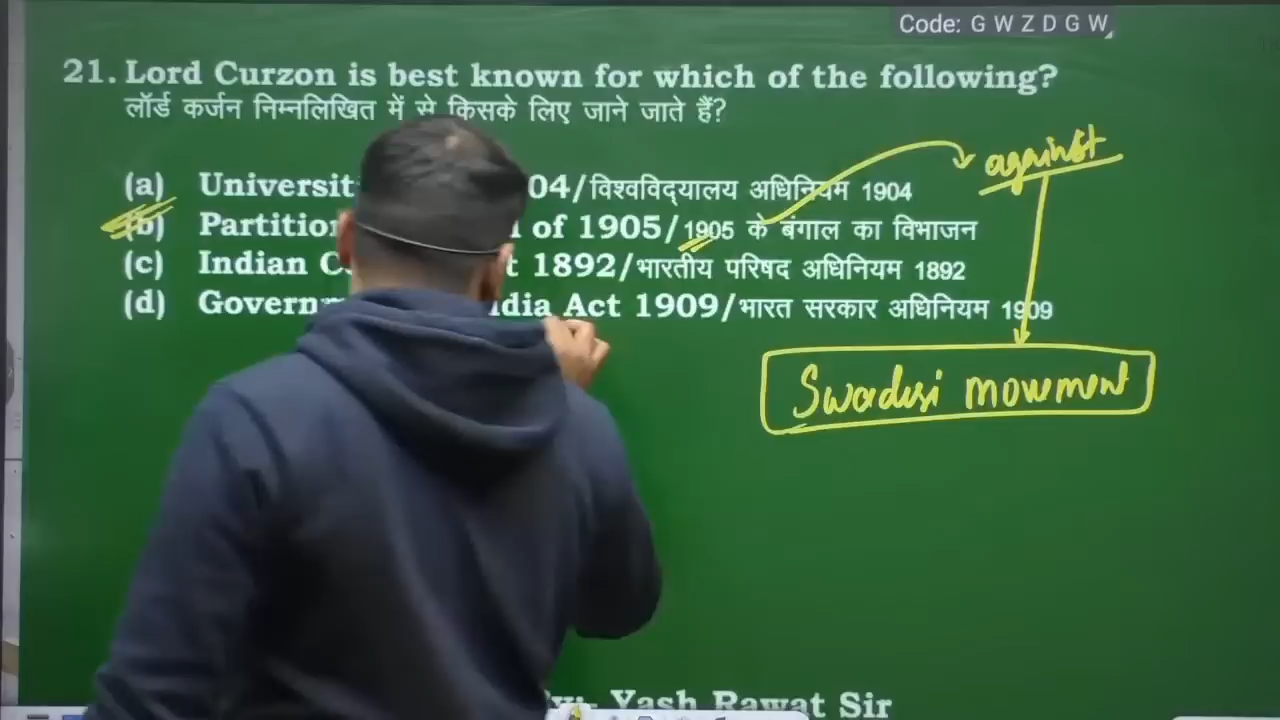 Code: G W Z D G W
21. Lord Curzon is best known for which of the following?
लॉर्ड कर्जन निम्नलिखित में से किसके लिए जाने जाते हैं?
against
(a) Universit 04/विश्वविद्यालय अधिनियम 1904
(b) Partition of 1905/1905 के बंगाल का विभाजन
(c) Indian C t 1892/भारतीय परिषद अधिनियम 1892
(d) Govern dia Act 1909/भारत सरकार अधिनियम 1909
Swadesi movement
By:- Yash Rawat Sir